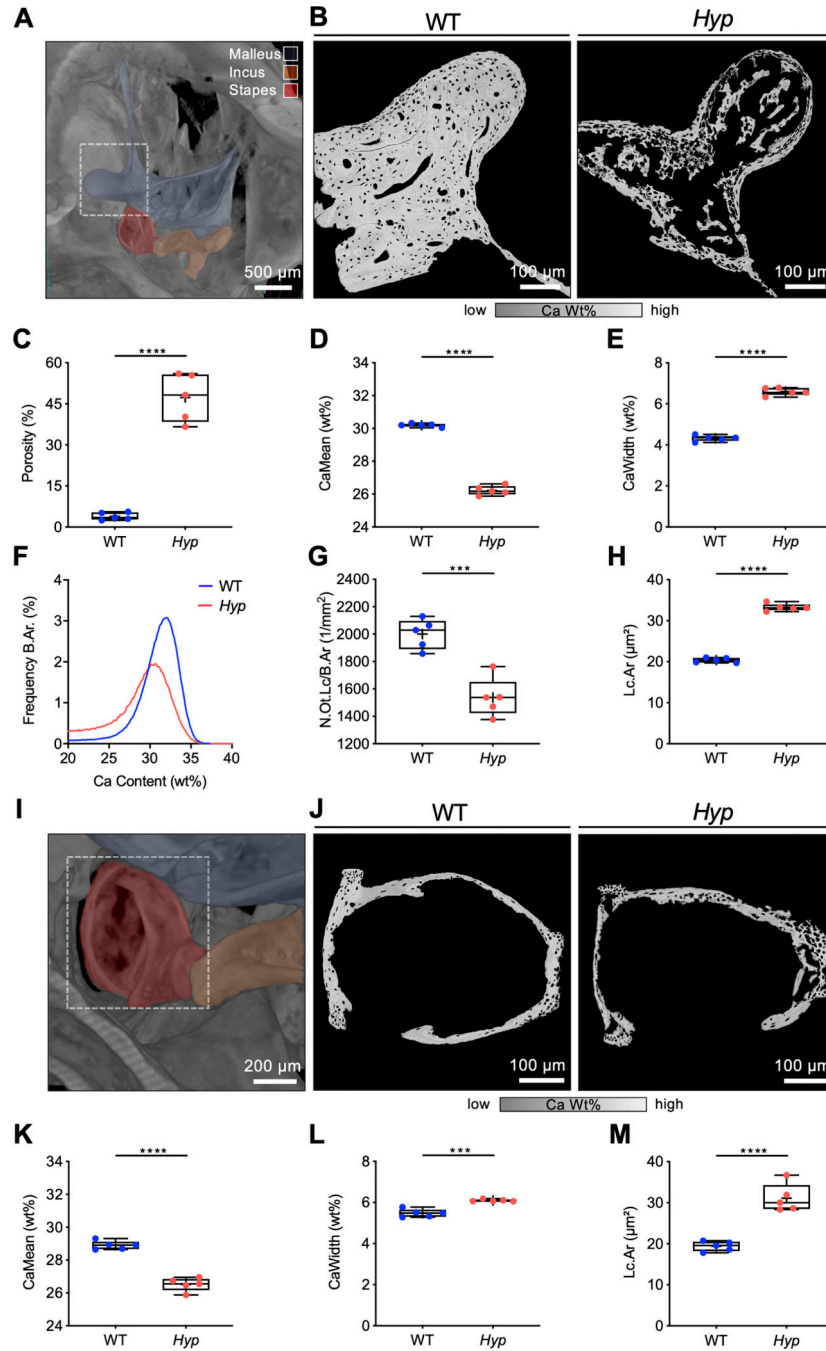 A
Malleus
Incus
Stapes
500 µm
B
WT
Hyp
100 µm
100 µm
low Ca Wt% high
C
****
Porosity (%)
60
45
30
15
0
WT Hyp
D
****
CaMean (wt%)
34
32
30
28
26
24
WT Hyp
E
****
CaWidth (wt%)
8
6
4
2
0
WT Hyp
F
WT
Hyp
Frequency B.Ar. (%)
4
3
2
1
0
20 25 30 35 40
Ca Content (wt%)
G
***
N.Ot.Lc/B.Ar (1/mm²)
2400
2200
2000
1800
1600
1400
1200
WT Hyp
H
****
Lc.Ar (µm²)
40
30
20
10
0
WT Hyp
I
200 µm
J
WT
Hyp
100 µm
100 µm
low Ca Wt% high
K
****
CaMean (wt%)
34
32
30
28
26
24
WT Hyp
L
***
CaWidth (wt%)
8
6
4
2
0
WT Hyp
M
****
Lc.Ar (µm²)
40
30
20
10
0
WT Hyp